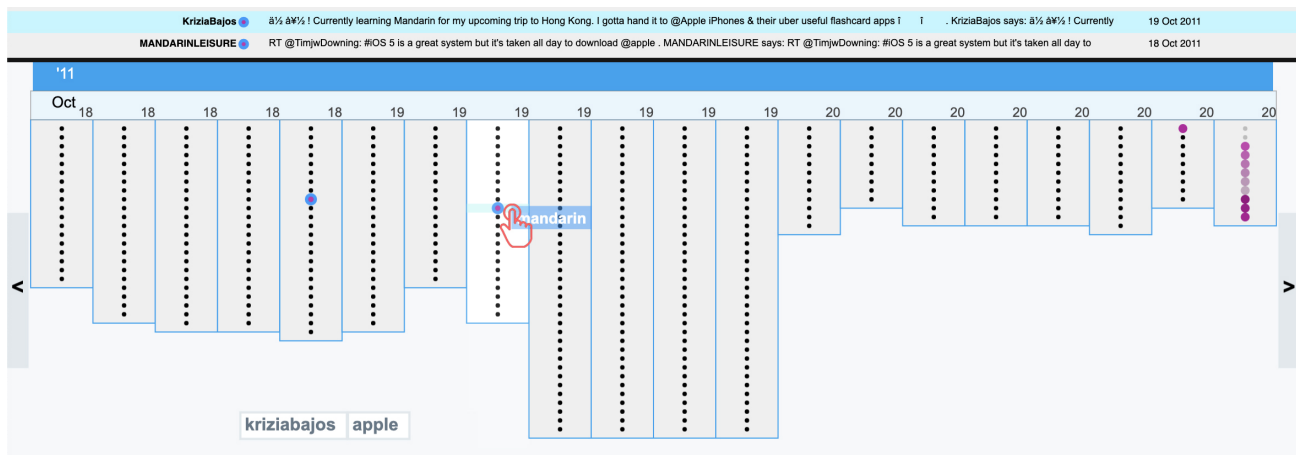 KriziaBajos ä½ å¥½ ! Currently learning Mandarin for my upcoming trip to Hong Kong. I gotta hand it to @Apple iPhones & their uber useful flashcard apps î î . KriziaBajos says: ä½ å¥½ ! Currently 19 Oct 2011
MANDARINLEISURE RT @TimjwDowning: #iOS 5 is a great system but it's taken all day to download @apple . MANDARINLEISURE says: RT @TimjwDowning: #iOS 5 is a great system but it's taken all day to 18 Oct 2011
'11
Oct 18 18 18 18 18 19 19 19 19 19 19 19 20 20 20 20 20 20 20 20
mandarin
< >
kriziabajos apple